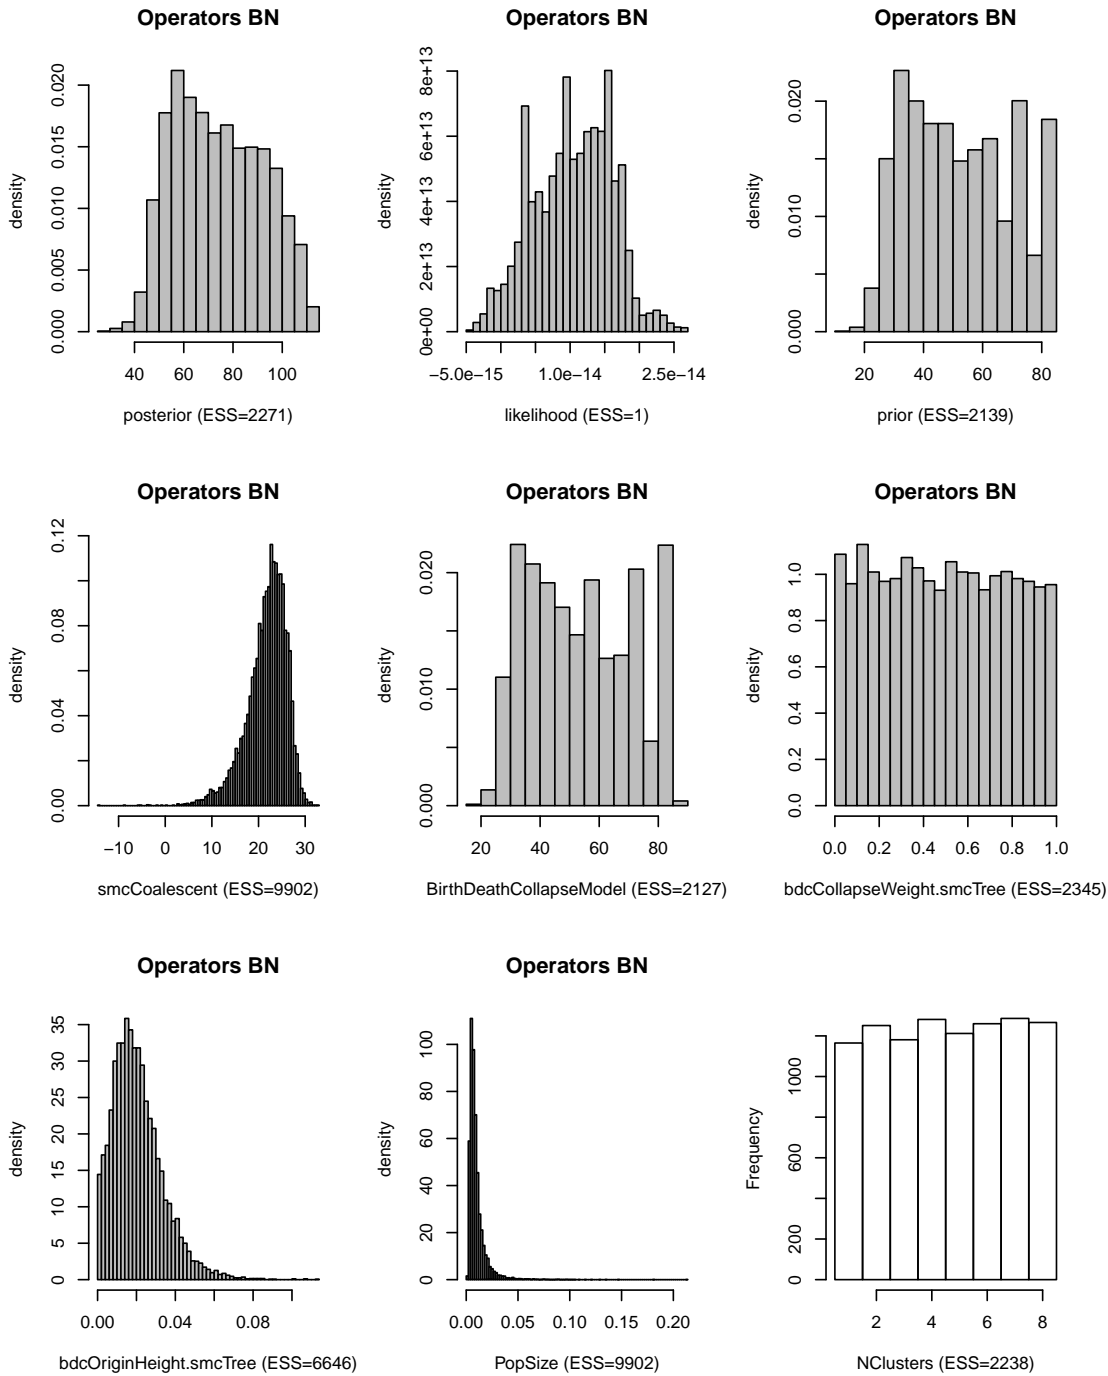 Operators BN
density
0.000 0.005 0.010 0.015 0.020
40 60 80 100
posterior (ESS=2271)
Operators BN
density
0e+00 2e+13 4e+13 6e+13 8e+13
−5.0e−15 1.0e−14 2.5e−14
likelihood (ESS=1)
Operators BN
density
0.000 0.010 0.020
20 40 60 80
prior (ESS=2139)
Operators BN
density
0.00 0.04 0.08 0.12
−10 0 10 20 30
smcCoalescent (ESS=9902)
Operators BN
density
0.000 0.010 0.020
20 40 60 80
BirthDeathCollapseModel (ESS=2127)
Operators BN
density
0.0 0.2 0.4 0.6 0.8 1.0
0.0 0.2 0.4 0.6 0.8 1.0
bdcCollapseWeight.smcTree (ESS=2345)
Operators BN
density
0 5 10 15 20 25 30 35
0.00 0.04 0.08
bdcOriginHeight.smcTree (ESS=6646)
Operators BN
density
0 20 40 60 80 100
0.00 0.05 0.10 0.15 0.20
PopSize (ESS=9902)
Frequency
0 200 600 1000
2 4 6 8
NClusters (ESS=2238)